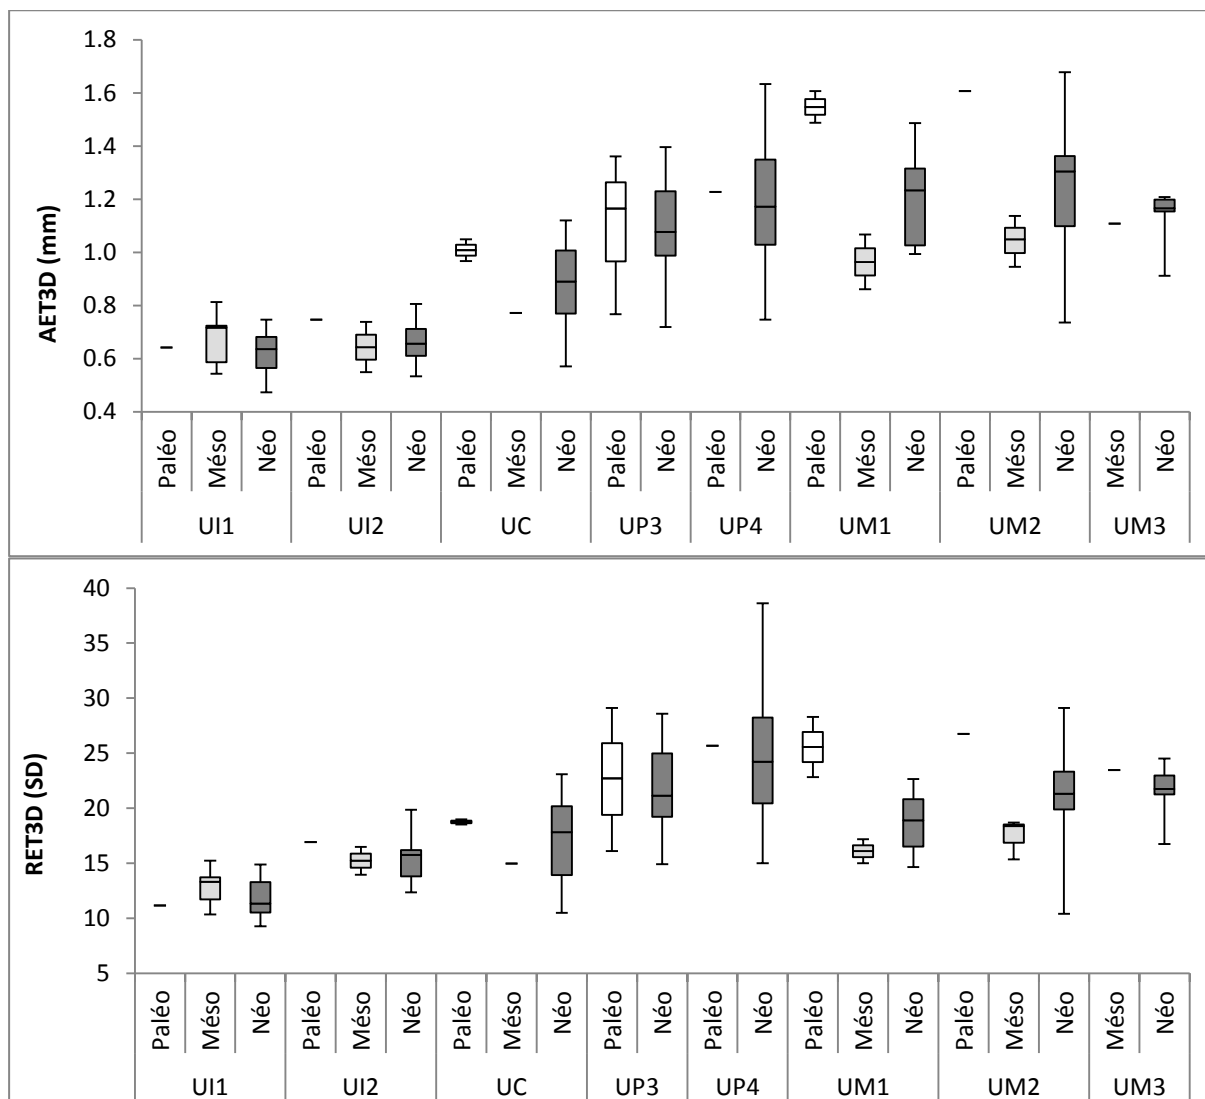 AET3D (mm)
1.8
1.6
1.4
1.2
1.0
0.8
0.6
0.4
Paléo Méso Néo Paléo Méso Néo Paléo Méso Néo Paléo Néo Paléo Néo Paléo Méso Néo Paléo Méso Néo Méso Néo
UI1 UI2 UC UP3 UP4 UM1 UM2 UM3
RET3D (SD)
40
35
30
25
20
15
10
5
Paléo Méso Néo Paléo Méso Néo Paléo Méso Néo Paléo Néo Paléo Néo Paléo Méso Néo Paléo Méso Néo Méso Néo
UI1 UI2 UC UP3 UP4 UM1 UM2 UM3